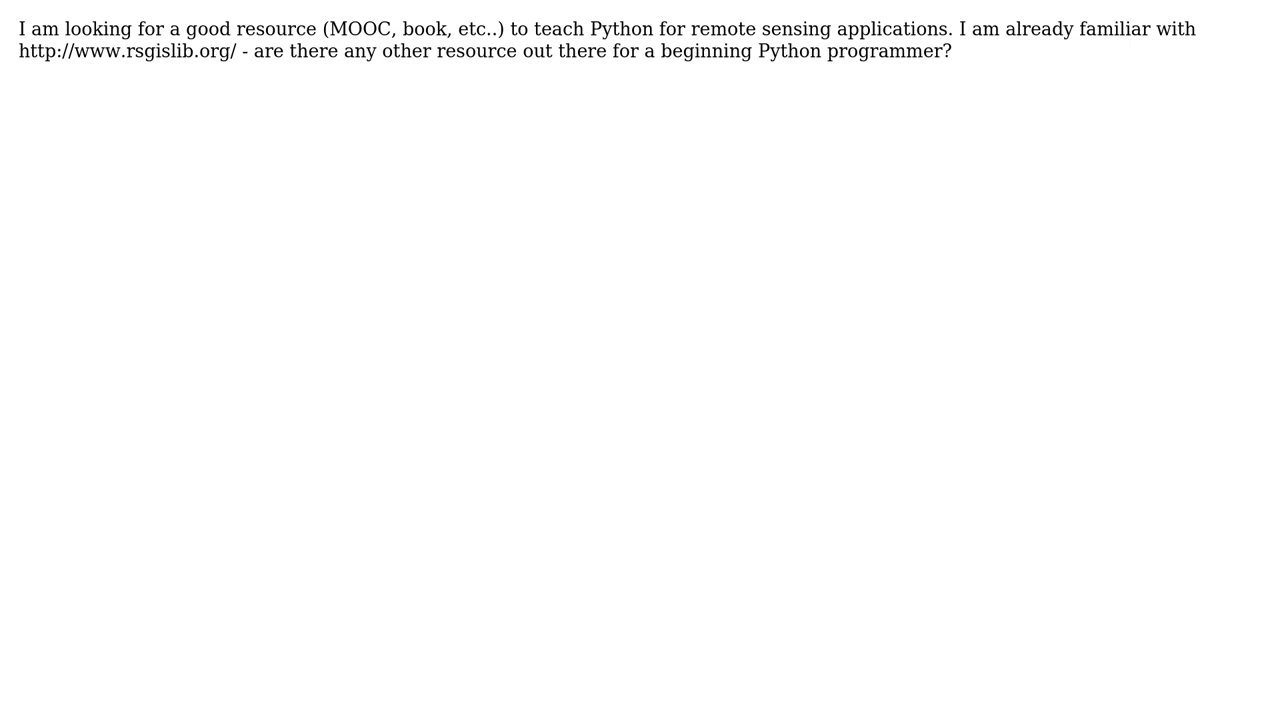 I am looking for a good resource (MOOC, book, etc..) to teach Python for remote sensing applications. I am already familiar with
http://www.rsgislib.org/ - are there any other resource out there for a beginning Python programmer?